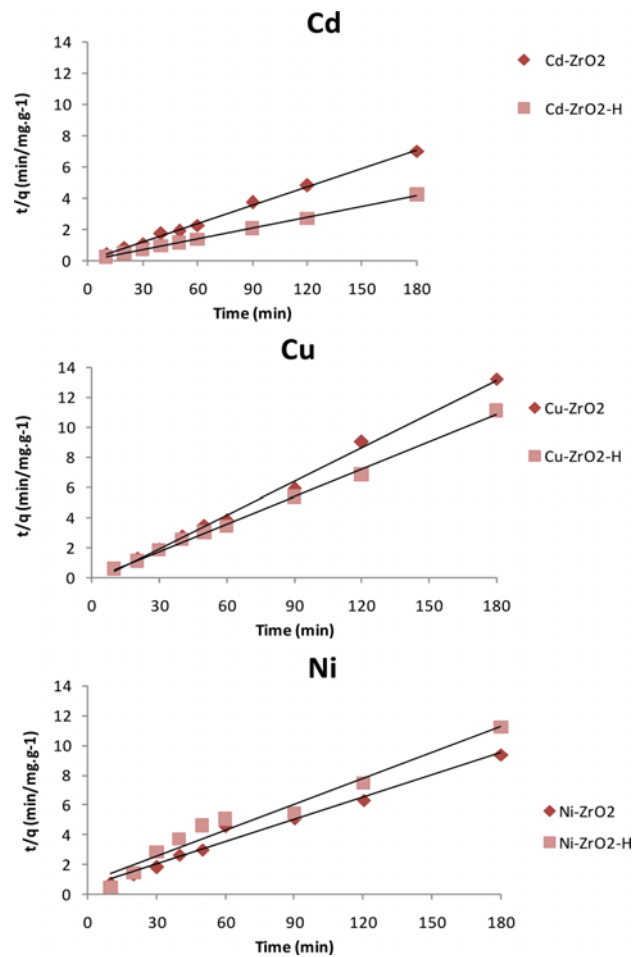 Cd
t/q (min/mg.g-1)
14
12
10
8
6
4
2
0
0 30 60 90 120 150 180
Time (min)
Cd-ZrO2
Cd-ZrO2-H
Cu
t/q (min/mg.g-1)
14
12
10
8
6
4
2
0
0 30 60 90 120 150 180
Time (min)
Cu-ZrO2
Cu-ZrO2-H
Ni
t/q (min/mg.g-1)
14
12
10
8
6
4
2
0
0 30 60 90 120 150 180
Time (min)
Ni-ZrO2
Ni-ZrO2-H